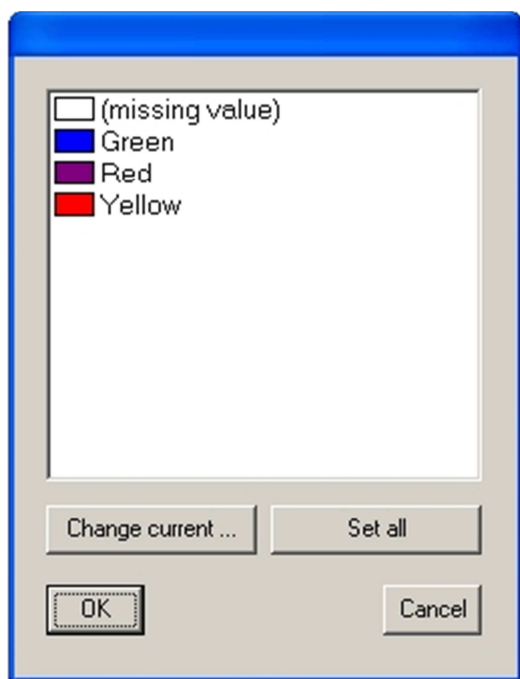 (missing value)
Green
Red
Yellow
Change current ...
Set all
OK
Cancel